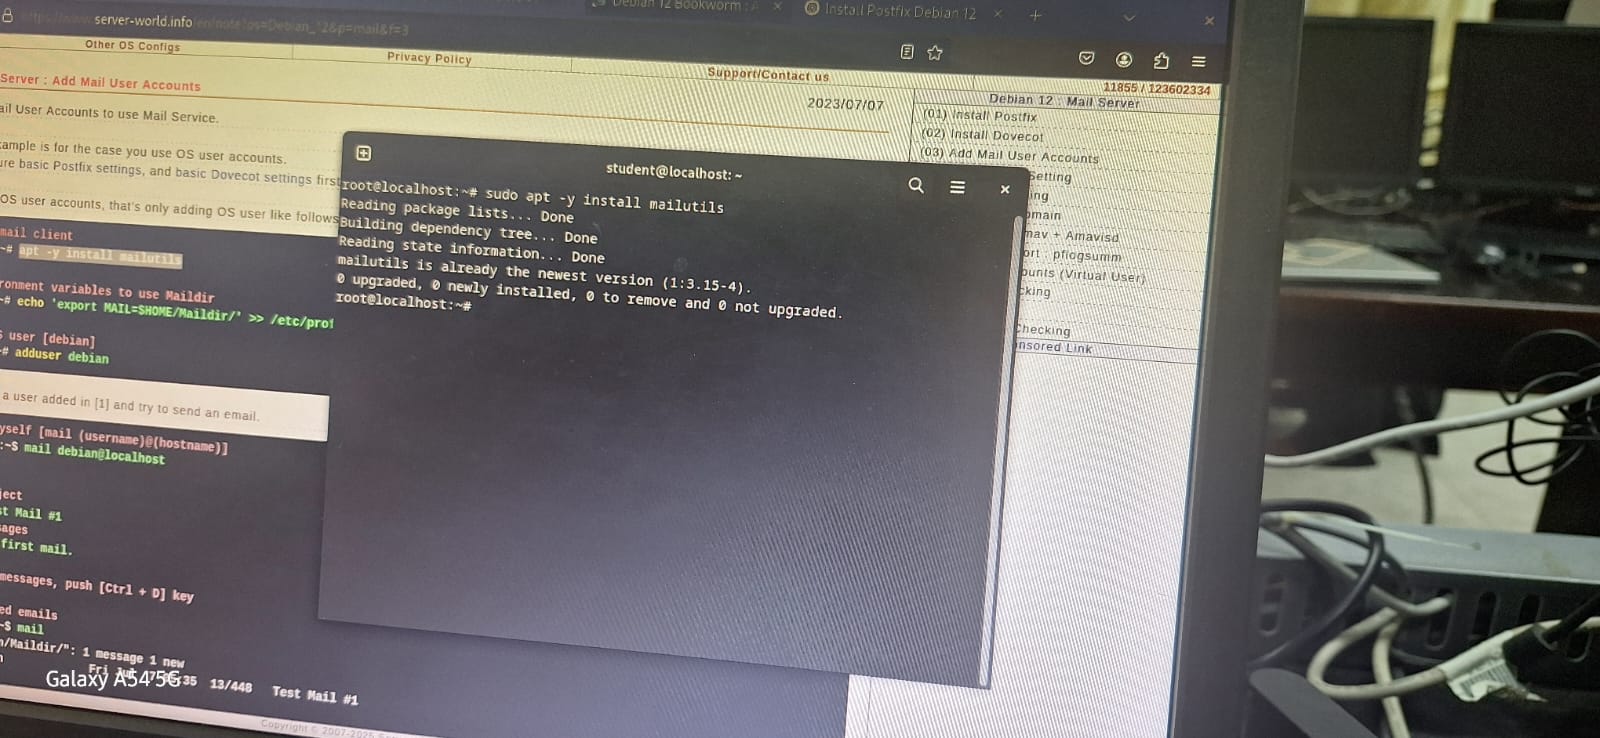 Debian 12 Bookworm :
Install Postfix Debian 12
https://www.server-world.info/en/note?os=Debian_12&p=mail&f=3
Other OS Configs
Privacy Policy
Support/Contact us
11855 / 123602334
Server : Add Mail User Accounts
2023/07/07
ail User Accounts to use Mail Service.
ample is for the case you use OS user accounts.
ure basic Postfix settings, and basic Dovecot settings first
OS user accounts, that's only adding OS user like follows
mail client
~# apt -y install mailutils
ronment variables to use Maildir
~# echo 'export MAIL=$HOME/Maildir/' >> /etc/prof
user [debian]
~# adduser debian
a user added in [1] and try to send an email.
yself [mail (username)@(hostname)]
:~$ mail debian@localhost
ject
st Mail #1
sages
first mail.
messages, push [Ctrl + D] key
ed emails
~$ mail
/Maildir/": 1 message 1 new
13/448 Test Mail #1
student@localhost: ~
root@localhost:~# sudo apt -y install mailutils
Reading package lists... Done
Building dependency tree... Done
Reading state information... Done
mailutils is already the newest version (1:3.15-4).
0 upgraded, 0 newly installed, 0 to remove and 0 not upgraded.
root@localhost:~#
Debian 12 : Mail Server
(01) Install Postfix
(02) Install Dovecot
(03) Add Mail User Accounts
Setting
ing
omain
mav + Amavisd
ort : pflogsumm
ounts (Virtual User)
cking
Checking
onsored Link
Galaxy A54 5G